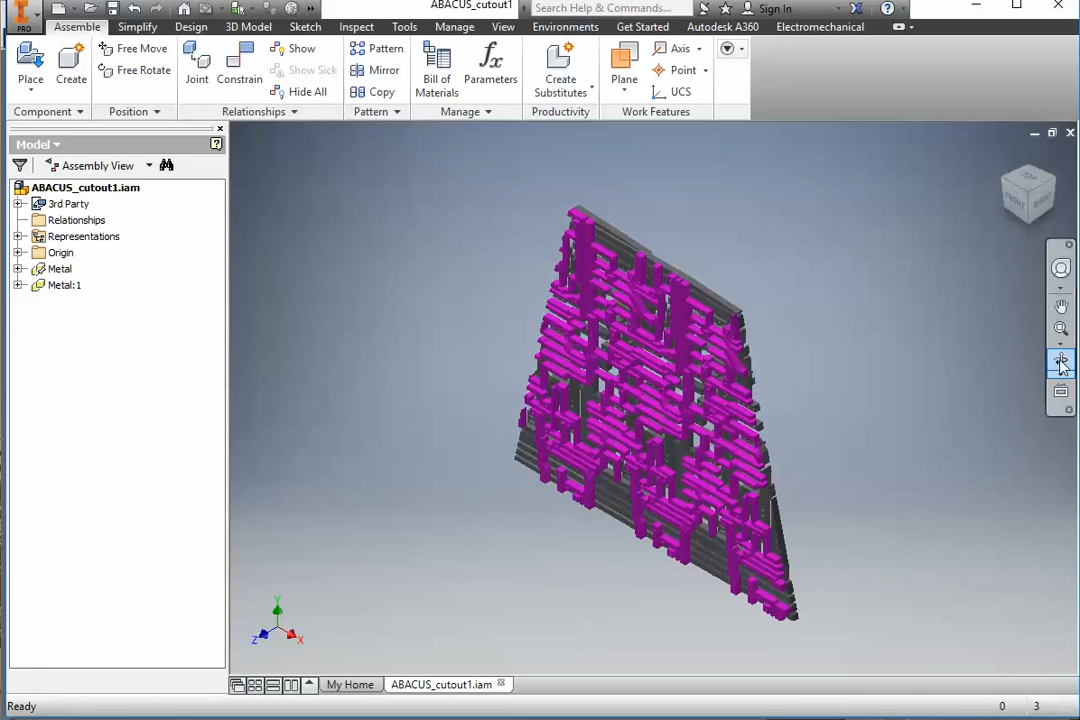 ABACUS_cutout1
Search Help & Commands...
Sign In
PRO
Assemble Simplify Design 3D Model Sketch Inspect Tools Manage View Environments Get Started Autodesk A360 Electromechanical
Place
Create
Free Move
Free Rotate
Joint
Constrain
Show
Show Sick
Hide All
Pattern
Mirror
Copy
Bill of
Materials
Parameters
Create
Substitutes
Plane
Axis
Point
UCS
Component
Position
Relationships
Pattern
Manage
Productivity
Work Features
Model
Assembly View
ABACUS_cutout1.iam
3rd Party
Relationships
Representations
Origin
Metal
Metal:1
TOP
FRONT
RIGHT
Y
Z
X
My Home
ABACUS_cutout1.iam
Ready
0 3